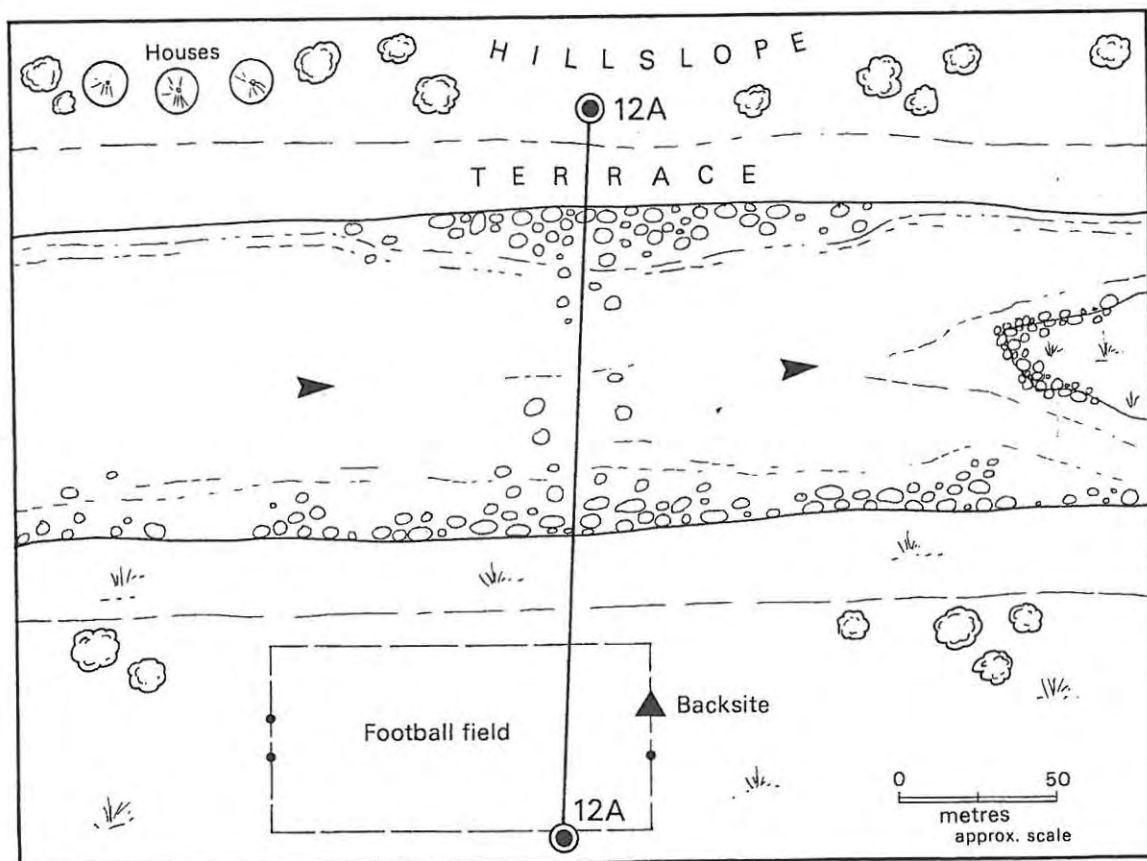 Houses
HILLSLOPE
12A
TERRACE
Football field
Backsite
12A
0 50
metres
approx. scale